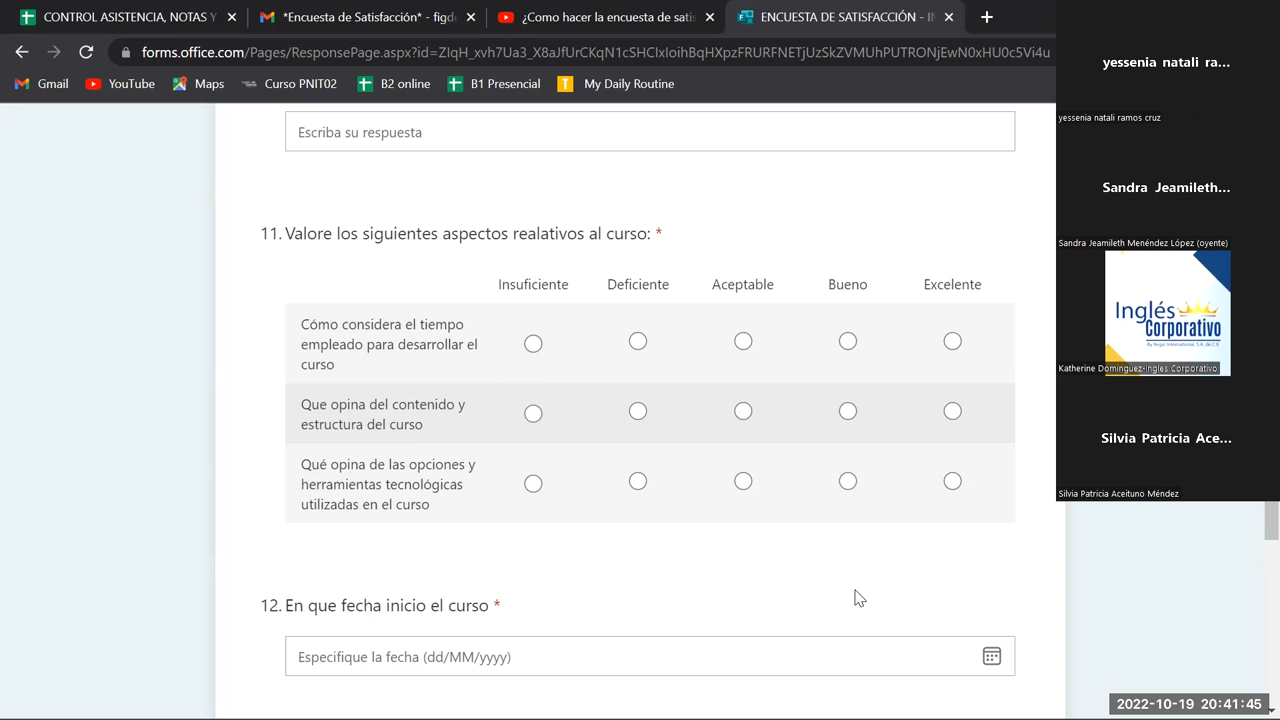 CONTROL ASISTENCIA, NOTAS Y
*Encuesta de Satisfacción* - figu
¿Como hacer la encuesta de satis
ENCUESTA DE SATISFACCIÓN - IN
forms.office.com/Pages/ResponsePage.aspx?id=ZIqH_xvh7Ua3_X8aJfUrCKqN1cSHCIxIoihBqHXpzFRURFNETjUzSkZVMUhPUTRONjEwN0xHU0c5Vi4u
Gmail
YouTube
Maps
Curso PNIT02
B2 online
B1 Presencial
My Daily Routine
Escriba su respuesta
11. Valore los siguientes aspectos realativos al curso: *
Insuficiente Deficiente Aceptable Bueno Excelente
Cómo considera el tiempo
empleado para desarrollar el
curso
Que opina del contenido y
estructura del curso
Qué opina de las opciones y
herramientas tecnológicas
utilizadas en el curso
12. En que fecha inicio el curso *
Especifique la fecha (dd/MM/yyyy)
yessenia natali ra...
yessenia natali ramos cruz
Sandra Jeamileth...
Sandra Jeamileth Menéndez López (oyente)
Inglés
Corporativo
By Regal International, S.A. de C.V.
Katherine Dominguez-Ingles Corporativo
Silvia Patricia Ace...
Silvia Patricia Aceituno Méndez
2022-10-19 20:41:45